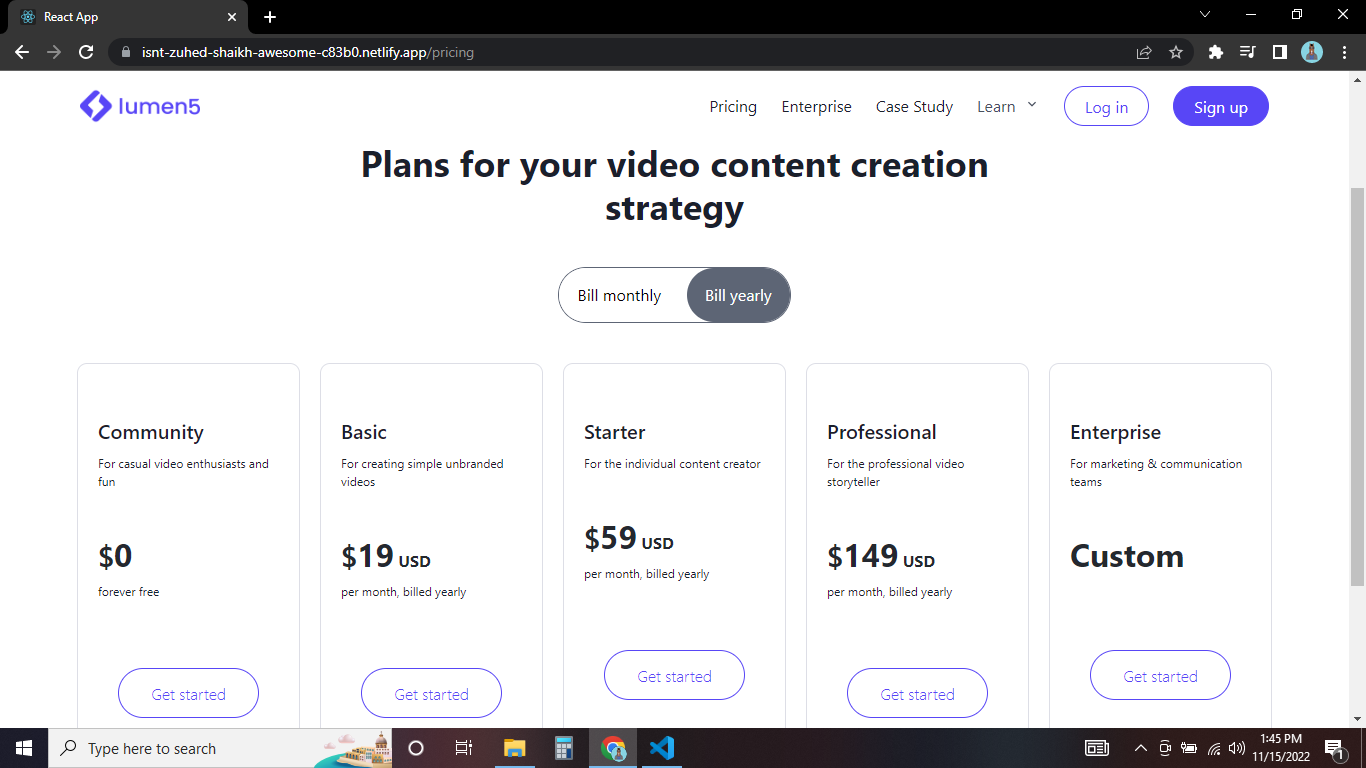 React App
isnt-zuhed-shaikh-awesome-c83b0.netlify.app/pricing
lumen5
Pricing
Enterprise
Case Study
Learn
Log in
Sign up
Plans for your video content creation
strategy
Bill monthly
Bill yearly
Community
For casual video enthusiasts and
fun
$0
forever free
Get started
Basic
For creating simple unbranded
videos
$19 USD
per month, billed yearly
Get started
Starter
For the individual content creator
$59 USD
per month, billed yearly
Get started
Professional
For the professional video
storyteller
$149 USD
per month, billed yearly
Get started
Enterprise
For marketing & communication
teams
Custom
Get started
Type here to search
1:45 PM
11/15/2022
1